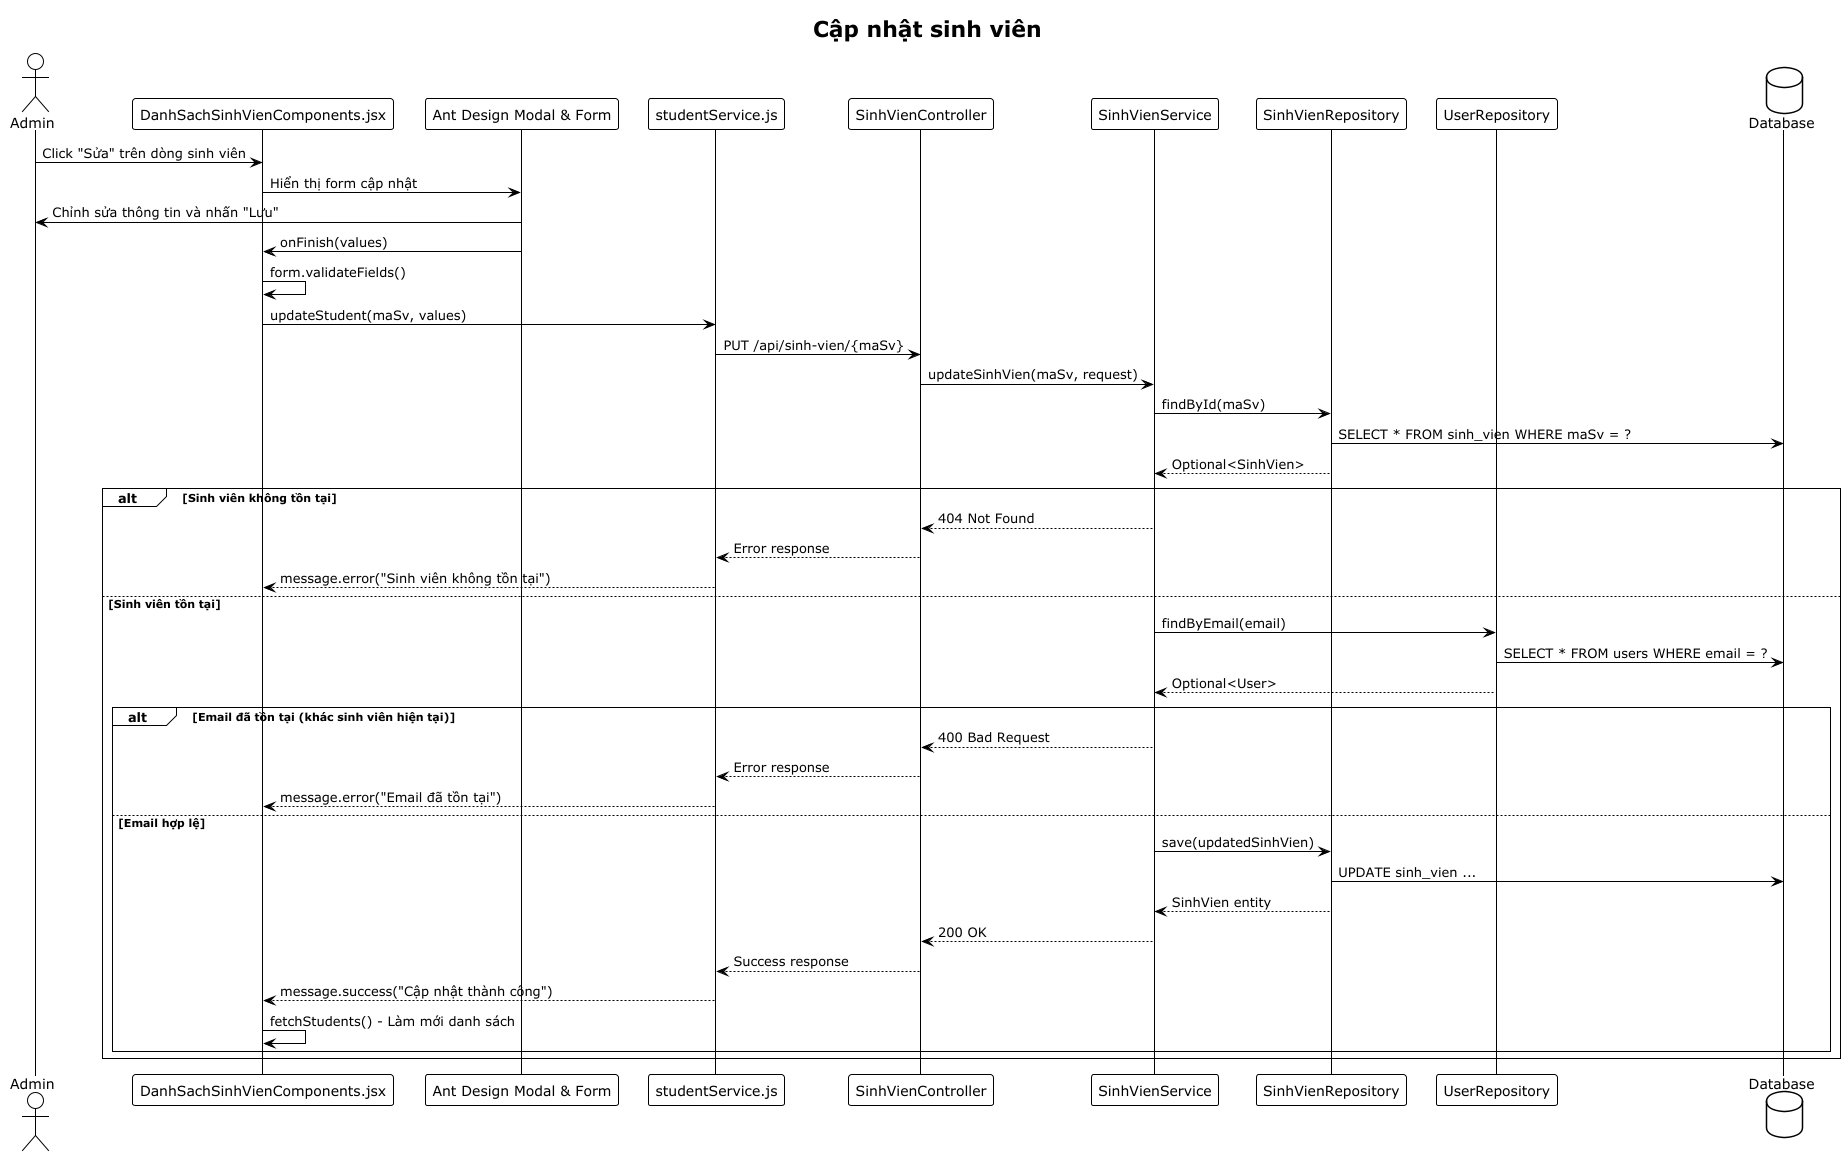 Cập nhật sinh viên
Admin
DanhSachSinhVienComponents.jsx
Ant Design Modal & Form
studentService.js
SinhVienController
SinhVienService
SinhVienRepository
UserRepository
Database
Click "Sửa" trên dòng sinh viên
Hiển thị form cập nhật
Chỉnh sửa thông tin và nhấn "Lưu"
onFinish(values)
form.validateFields()
updateStudent(maSv, values)
PUT /api/sinh-vien/{maSv}
updateSinhVien(maSv, request)
findById(maSv)
SELECT * FROM sinh_vien WHERE maSv = ?
Optional<SinhVien>
alt [Sinh viên không tồn tại]
404 Not Found
Error response
message.error("Sinh viên không tồn tại")
[Sinh viên tồn tại]
findByEmail(email)
SELECT * FROM users WHERE email = ?
Optional<User>
alt [Email đã tồn tại (khác sinh viên hiện tại)]
400 Bad Request
Error response
message.error("Email đã tồn tại")
[Email hợp lệ]
save(updatedSinhVien)
UPDATE sinh_vien ...
SinhVien entity
200 OK
Success response
message.success("Cập nhật thành công")
fetchStudents() - Làm mới danh sách
Admin
DanhSachSinhVienComponents.jsx
Ant Design Modal & Form
studentService.js
SinhVienController
SinhVienService
SinhVienRepository
UserRepository
Database